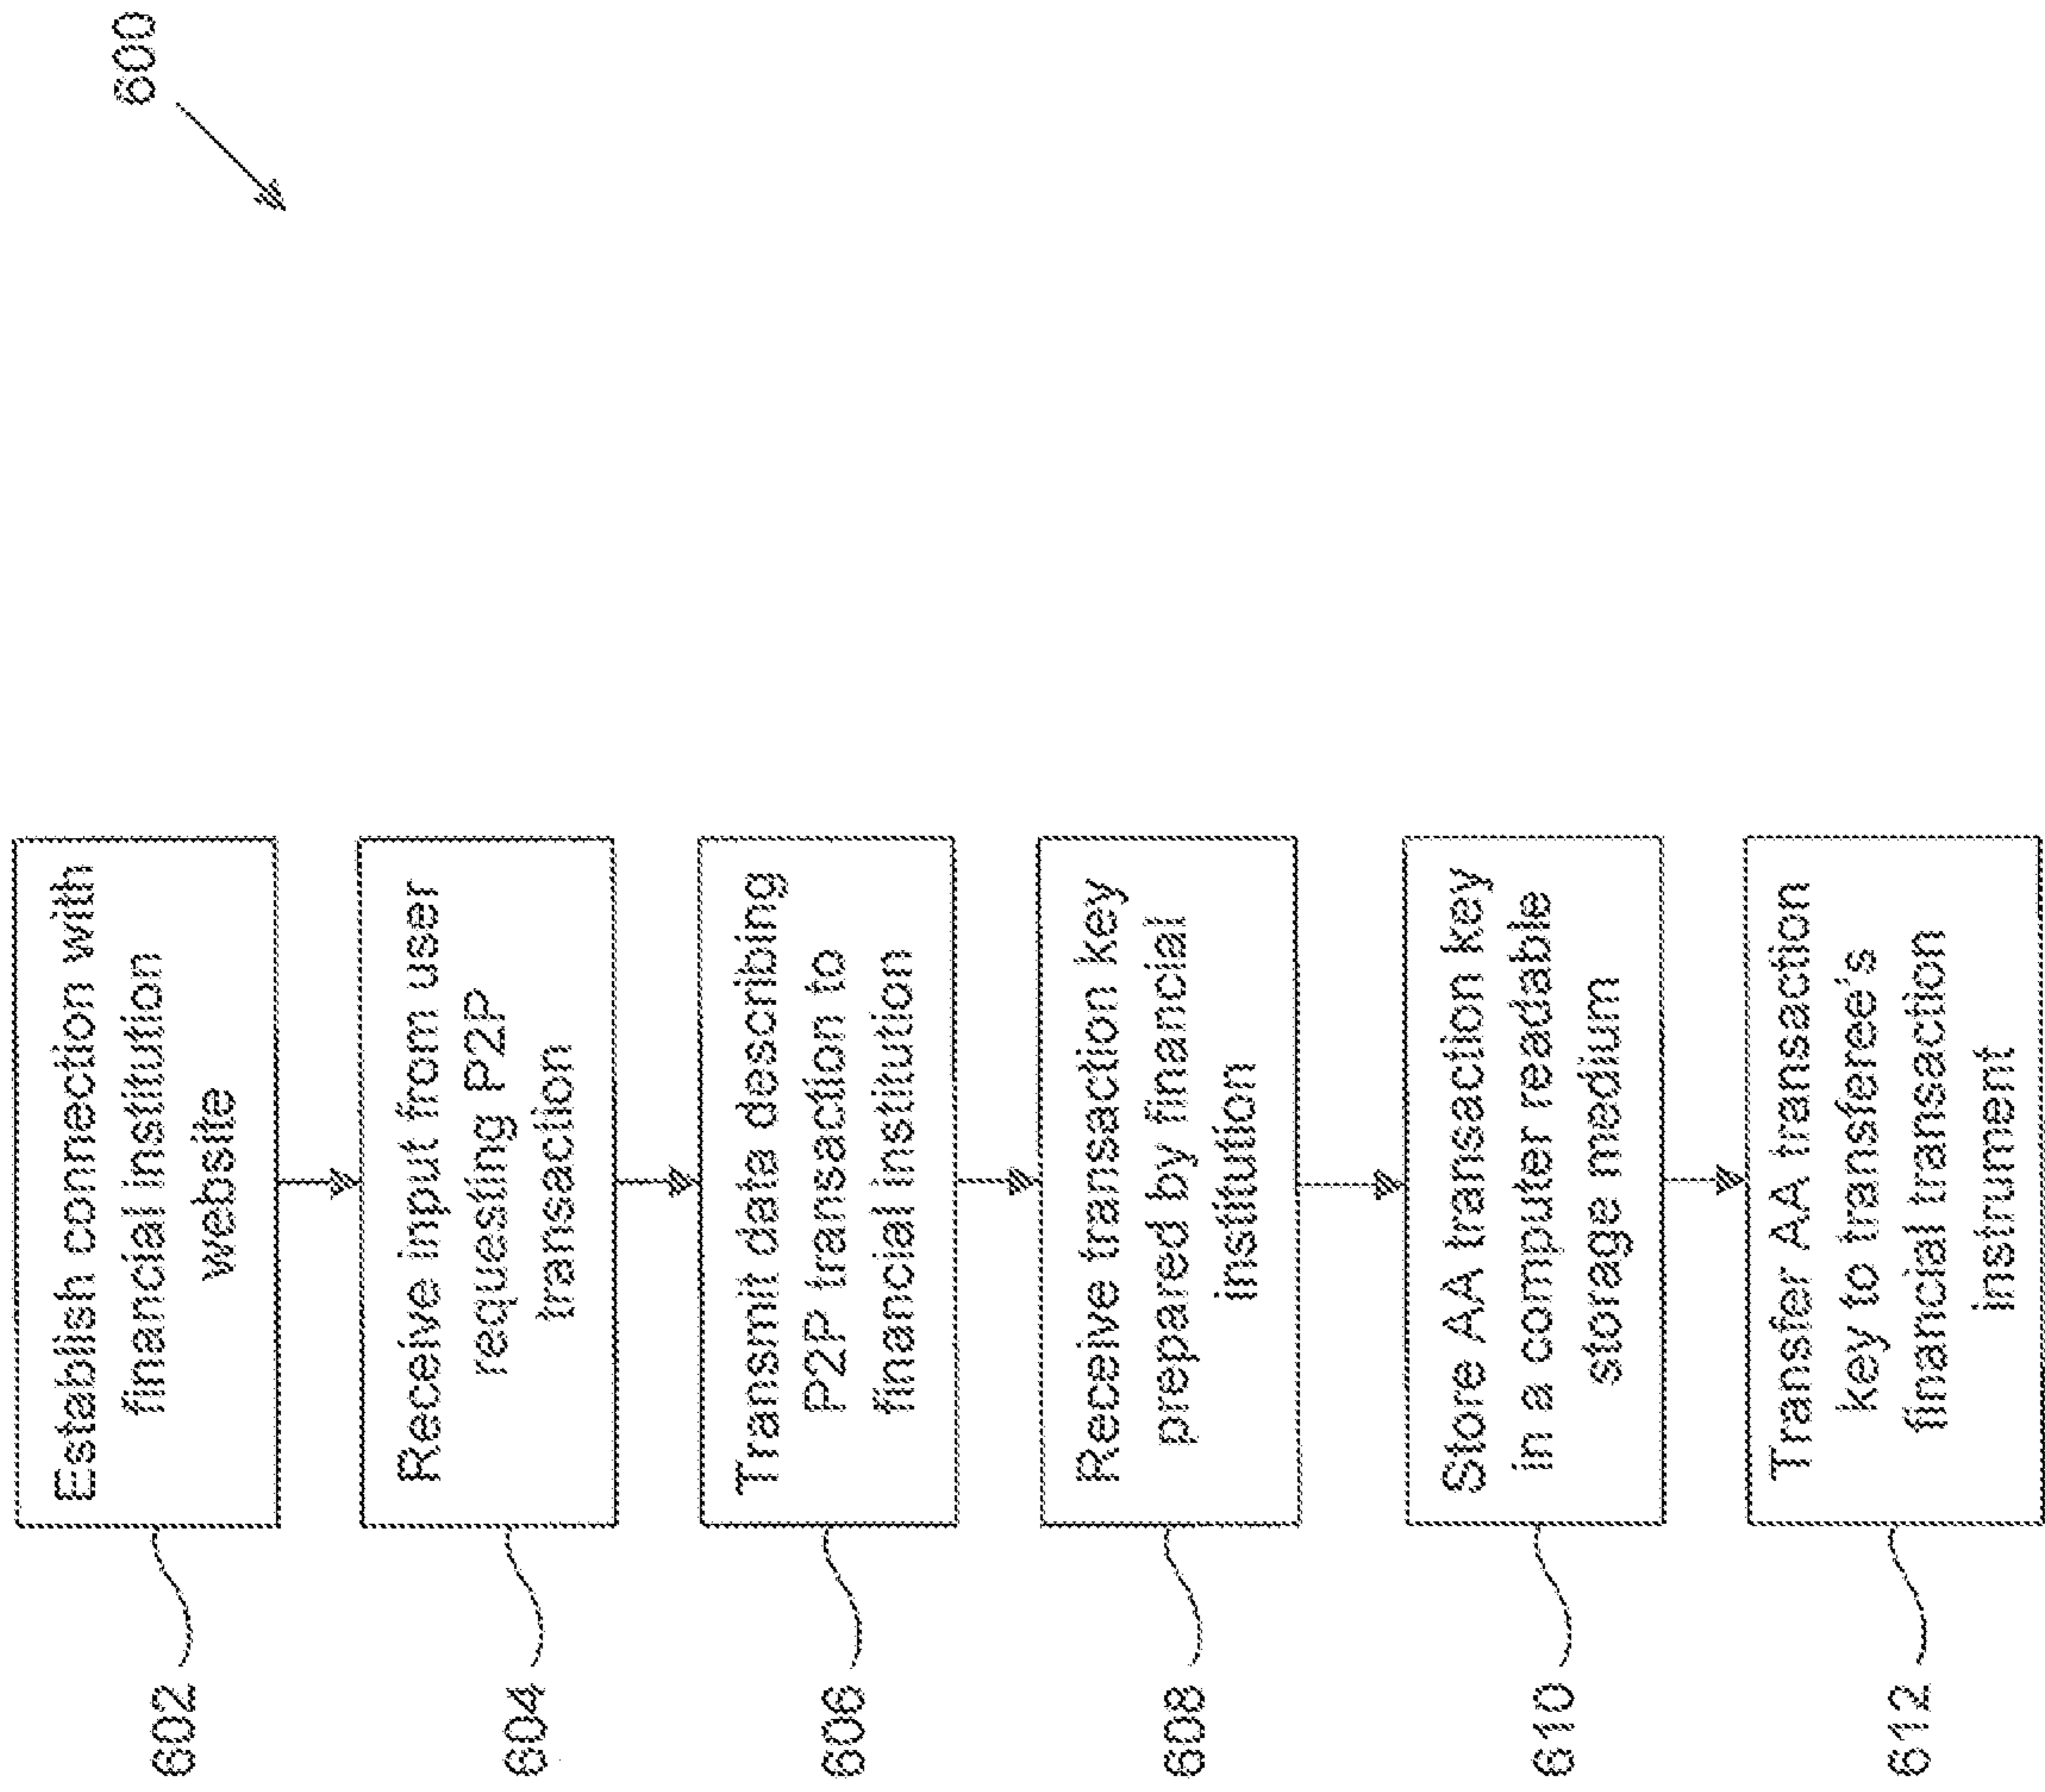 600
602
Establish connection with
financial institution
website
604
Receive input from user
requesting P2P
transaction
606
Transmit data describing
P2P transaction to
financial institution
608
Receive transaction key
prepared by financial
institution
610
Store AA transaction key
in a computer readable
storage medium
612
Transfer AA transaction
key to transferee's
financial transaction
instrument